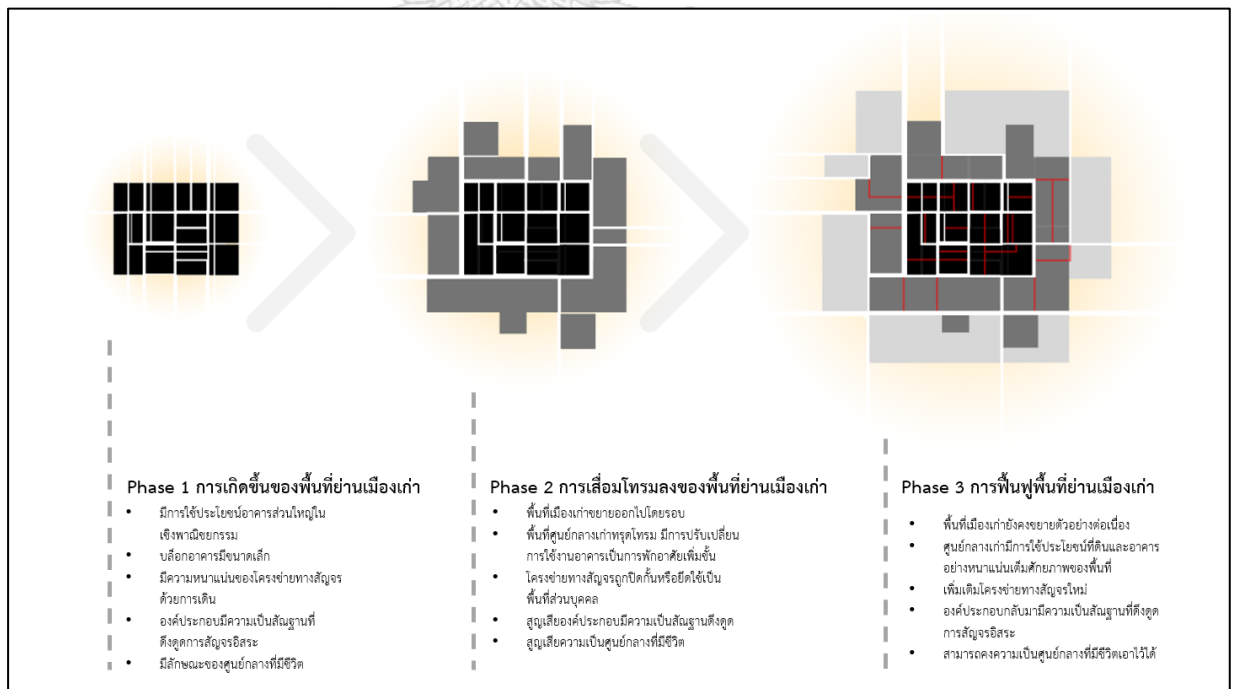 Phase 1 การเกิดขึ้นของพื้นที่ย่านเมืองเก่า
• มีการใช้ประโยชน์อาคารส่วนใหญ่ใน
เชิงพาณิชยกรรม
• บล็อกอาคารมีขนาดเล็ก
• มีความหนาแน่นของโครงข่ายทางสัญจร
ด้วยการเดิน
• องค์ประกอบมีความเป็นสัณฐานที่
ดึงดูดการสัญจรอิสระ
• มีลักษณะของศูนย์กลางที่มีชีวิต
Phase 2 การเสื่อมโทรมลงของพื้นที่ย่านเมืองเก่า
• พื้นที่เมืองเก่าขยายออกไปโดยรอบ
• พื้นที่ศูนย์กลางเก่าทรุดโทรม มีการปรับเปลี่ยน
การใช้งานอาคารเป็นการพักอาศัยเพิ่มขึ้น
• โครงข่ายทางสัญจรถูกปิดกั้นหรือยึดใช้เป็น
พื้นที่ส่วนบุคคล
• สูญเสียองค์ประกอบมีความเป็นสัณฐานดึงดูด
• สูญเสียความเป็นศูนย์กลางที่มีชีวิต
Phase 3 การฟื้นฟูพื้นที่ย่านเมืองเก่า
• พื้นที่เมืองเก่ายังคงขยายตัวอย่างต่อเนื่อง
• ศูนย์กลางเก่ามีการใช้ประโยชน์ที่ดินและอาคาร
อย่างหนาแน่นเต็มศักยภาพของพื้นที่
• เพิ่มเติมโครงข่ายทางสัญจรใหม่
• องค์ประกอบกลับมามีความเป็นสัณฐานที่ดึงดูด
การสัญจรอิสระ
• สามารถคงความเป็นศูนย์กลางที่มีชีวิตเอาไว้ได้